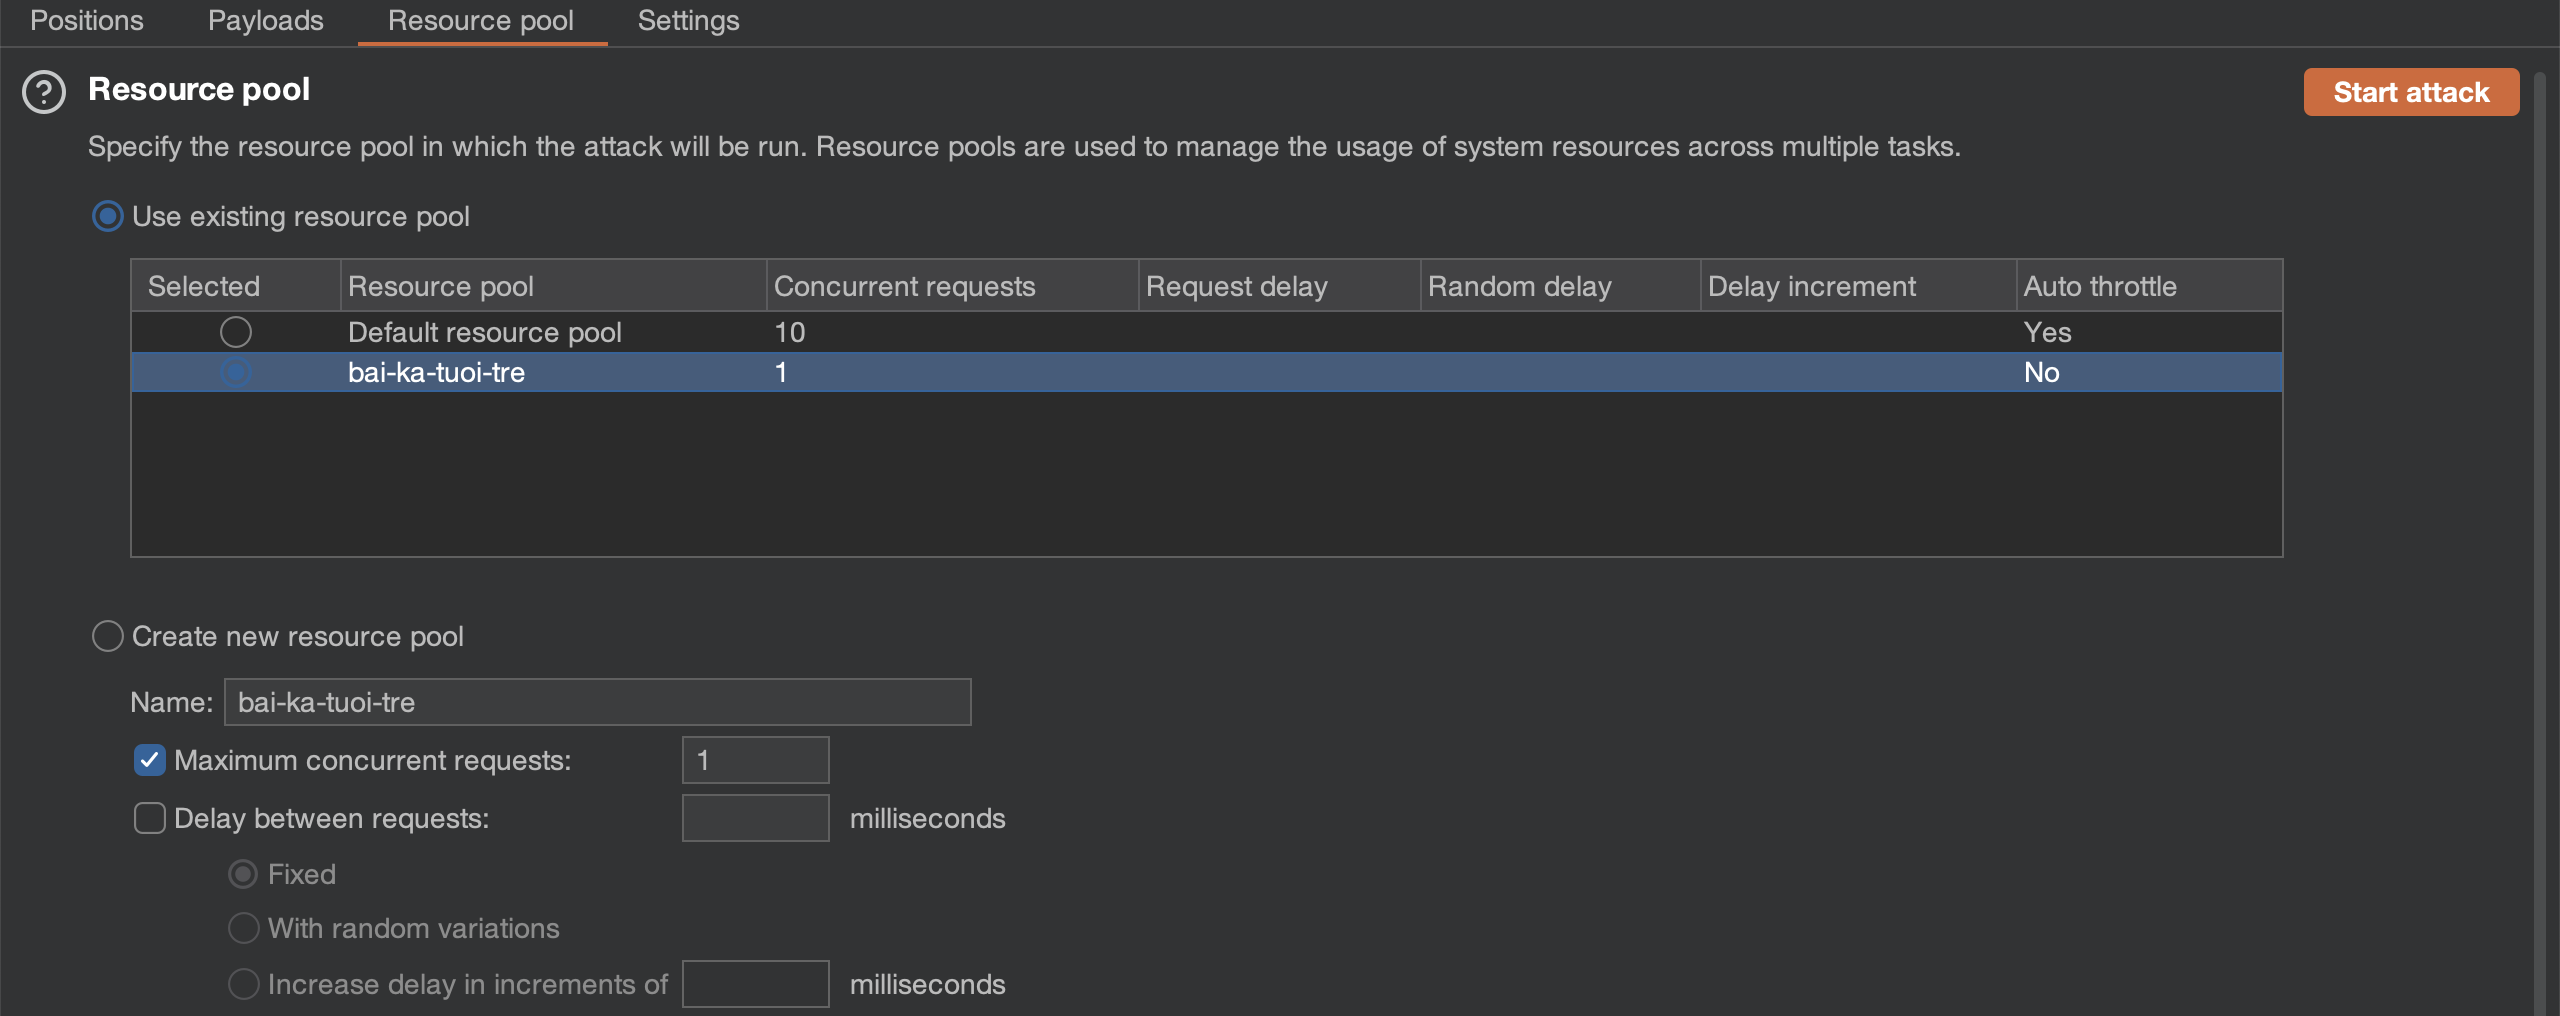 Positions Payloads Resource pool Settings
Resource pool
Start attack
Specify the resource pool in which the attack will be run. Resource pools are used to manage the usage of system resources across multiple tasks.
Use existing resource pool
Selected Resource pool Concurrent requests Request delay Random delay Delay increment Auto throttle
Default resource pool 10 Yes
bai-ka-tuoi-tre 1 No
Create new resource pool
Name: bai-ka-tuoi-tre
Maximum concurrent requests: 1
Delay between requests: milliseconds
Fixed
With random variations
Increase delay in increments of milliseconds